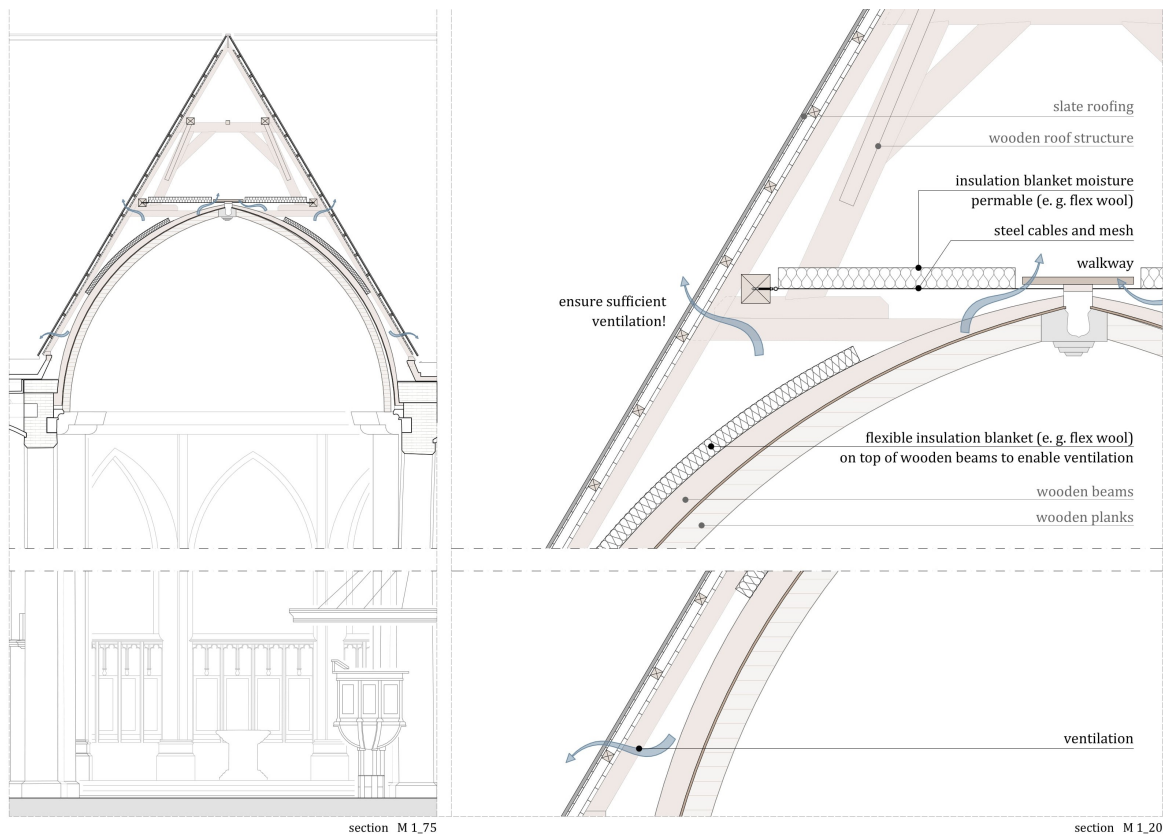 slate roofing
wooden roof structure
insulation blanket moisture
permable (e. g. flex wool)
steel cables and mesh
walkway
ensure sufficient
ventilation!
flexible insulation blanket (e. g. flex wool)
on top of wooden beams to enable ventilation
wooden beams
wooden planks
ventilation
section M 1_75
section M 1_20